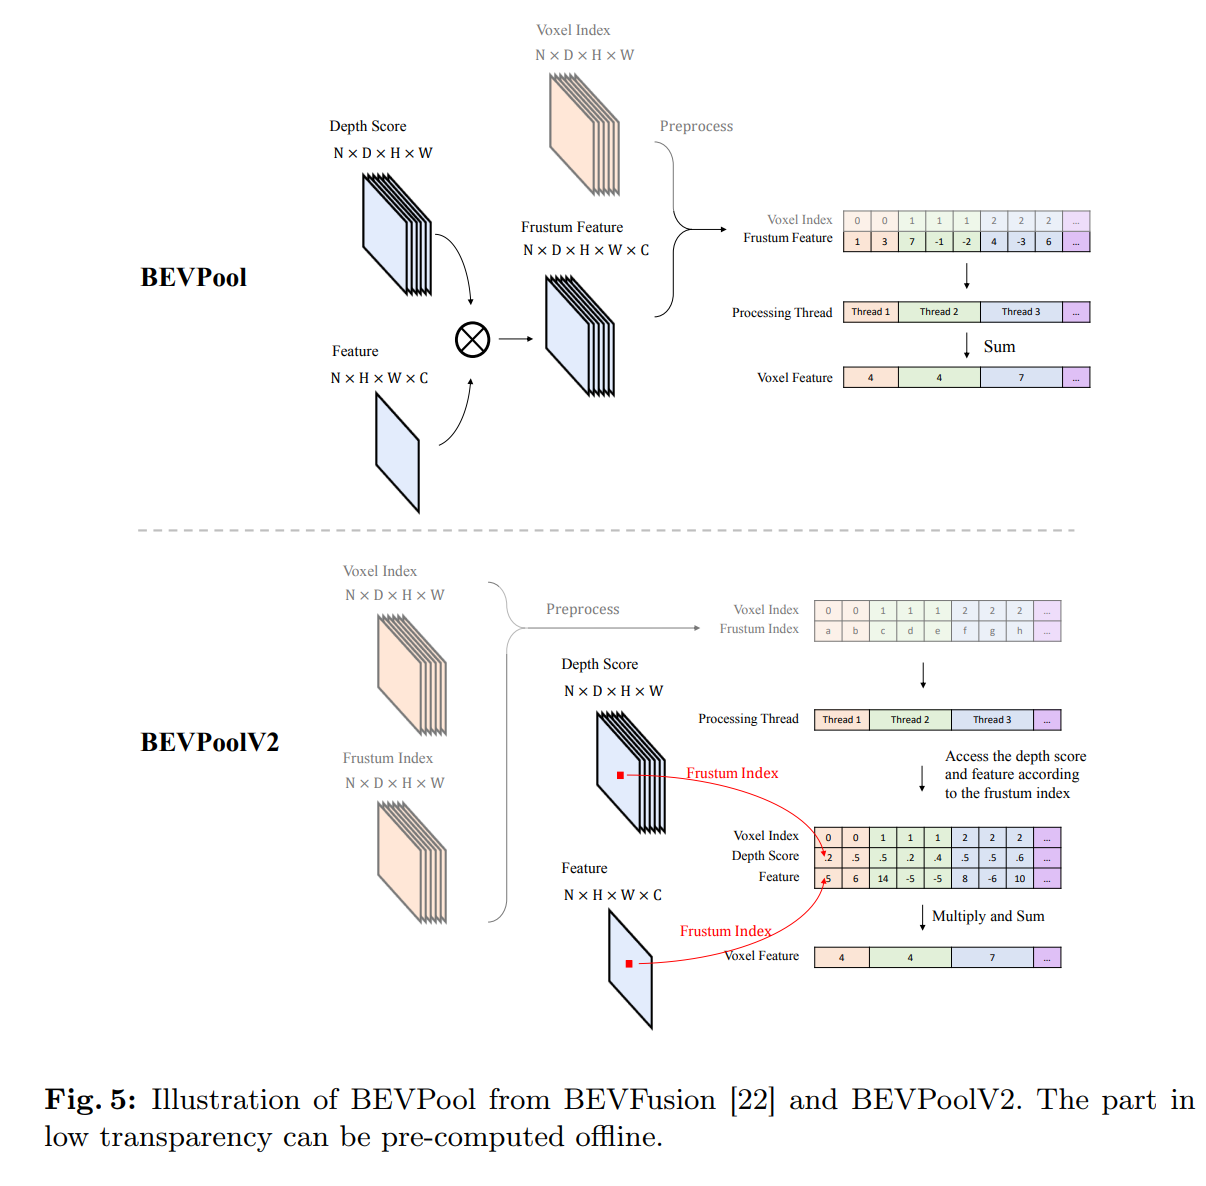 Voxel Index
N × D × H × W
Depth Score
N × D × H × W
Preprocess
Frustum Feature
N × D × H × W × C
BEVPool
Feature
N × H × W × C
Voxel Index 0 0 1 1 1 2 2 2 ...
Frustum Feature 1 3 7 -1 -2 4 -3 6 ...
Processing Thread Thread 1 Thread 2 Thread 3 ...
Sum
Voxel Feature 4 4 7 ...
Voxel Index
N × D × H × W
Preprocess
Voxel Index 0 0 1 1 1 2 2 2 ...
Frustum Index a b c d e f g h ...
Depth Score
N × D × H × W
BEVPoolV2
Processing Thread Thread 1 Thread 2 Thread 3 ...
Frustum Index
N × D × H × W
Access the depth score
and feature according
to the frustum index
Frustum Index
Voxel Index 0 0 1 1 1 2 2 2 ...
Depth Score .2 .5 .5 .2 .4 .5 .5 .6 ...
Feature 5 6 14 -5 -5 8 -6 10 ...
Feature
N × H × W × C
Frustum Index
Multiply and Sum
Voxel Feature 4 4 7 ...
Fig. 5: Illustration of BEVPool from BEVFusion [22] and BEVPoolV2. The part in
low transparency can be pre-computed offline.